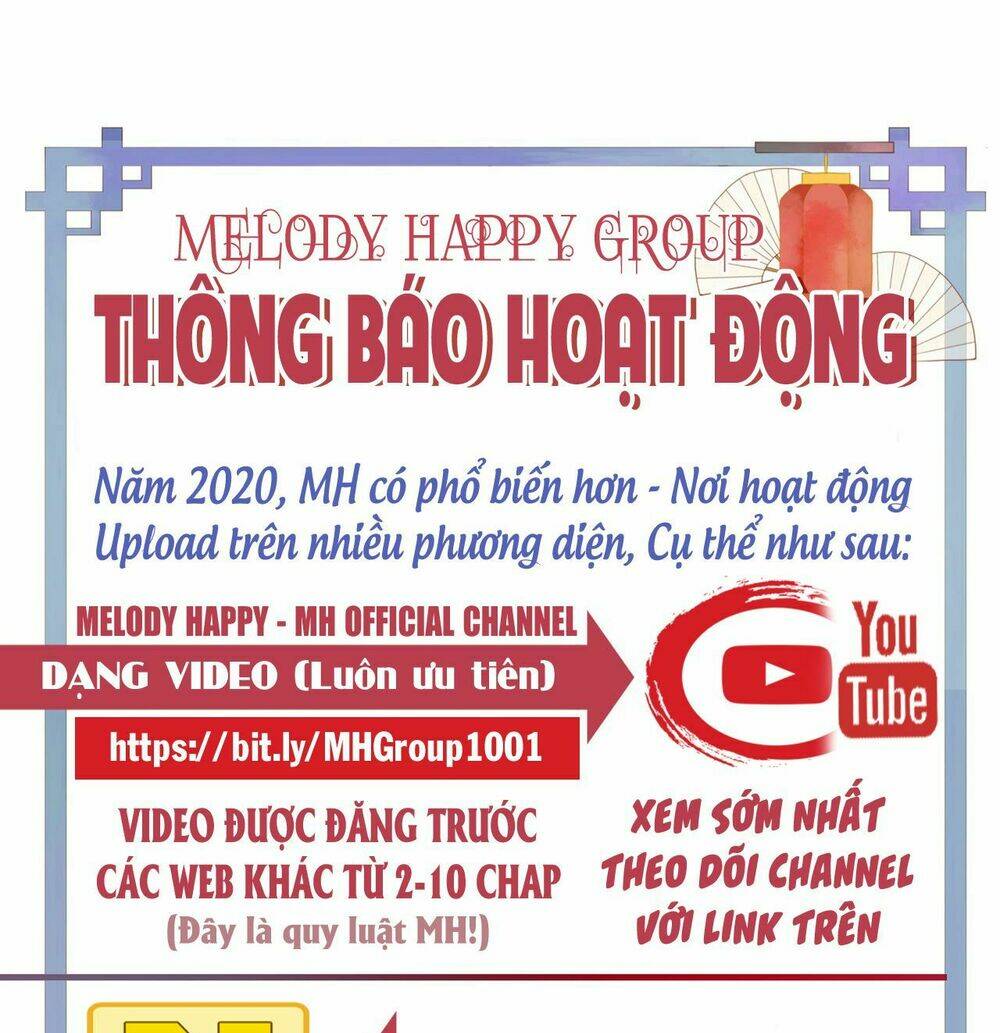 MELODY HAPPY GROUP
THÔNG BÁO HOẠT ĐỘNG
Năm 2020, MH có phổ biến hơn - Nơi hoạt động
Upload trên nhiều phương diện, Cụ thể như sau:
MELODY HAPPY - MH OFFICIAL CHANNEL
DẠNG VIDEO (Luôn ưu tiên)
https://bit.ly/MHGroup1001
You
Tube
VIDEO ĐƯỢC ĐĂNG TRƯỚC
CÁC WEB KHÁC TỪ 2-10 CHAP
(Đây là quy luật MH!)
XEM SỚM NHẤT
THEO DÕI CHANNEL
VỚI LINK TRÊN